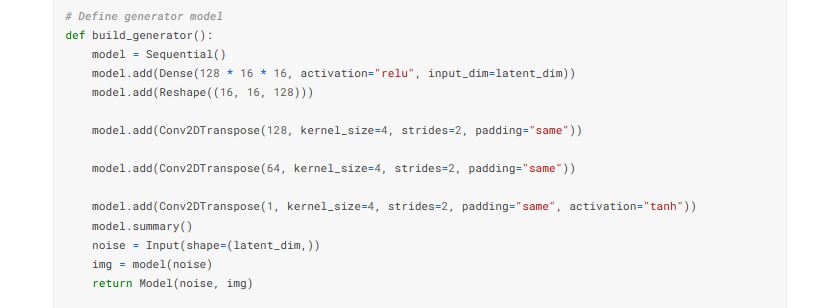 # Define generator model
def build_generator():
    model = Sequential()
    model.add(Dense(128 * 16 * 16, activation="relu", input_dim=latent_dim))
    model.add(Reshape((16, 16, 128)))

    model.add(Conv2DTranspose(128, kernel_size=4, strides=2, padding="same"))

    model.add(Conv2DTranspose(64, kernel_size=4, strides=2, padding="same"))

    model.add(Conv2DTranspose(1, kernel_size=4, strides=2, padding="same", activation="tanh"))
    model.summary()
    noise = Input(shape=(latent_dim,))
    img = model(noise)
    return Model(noise, img)